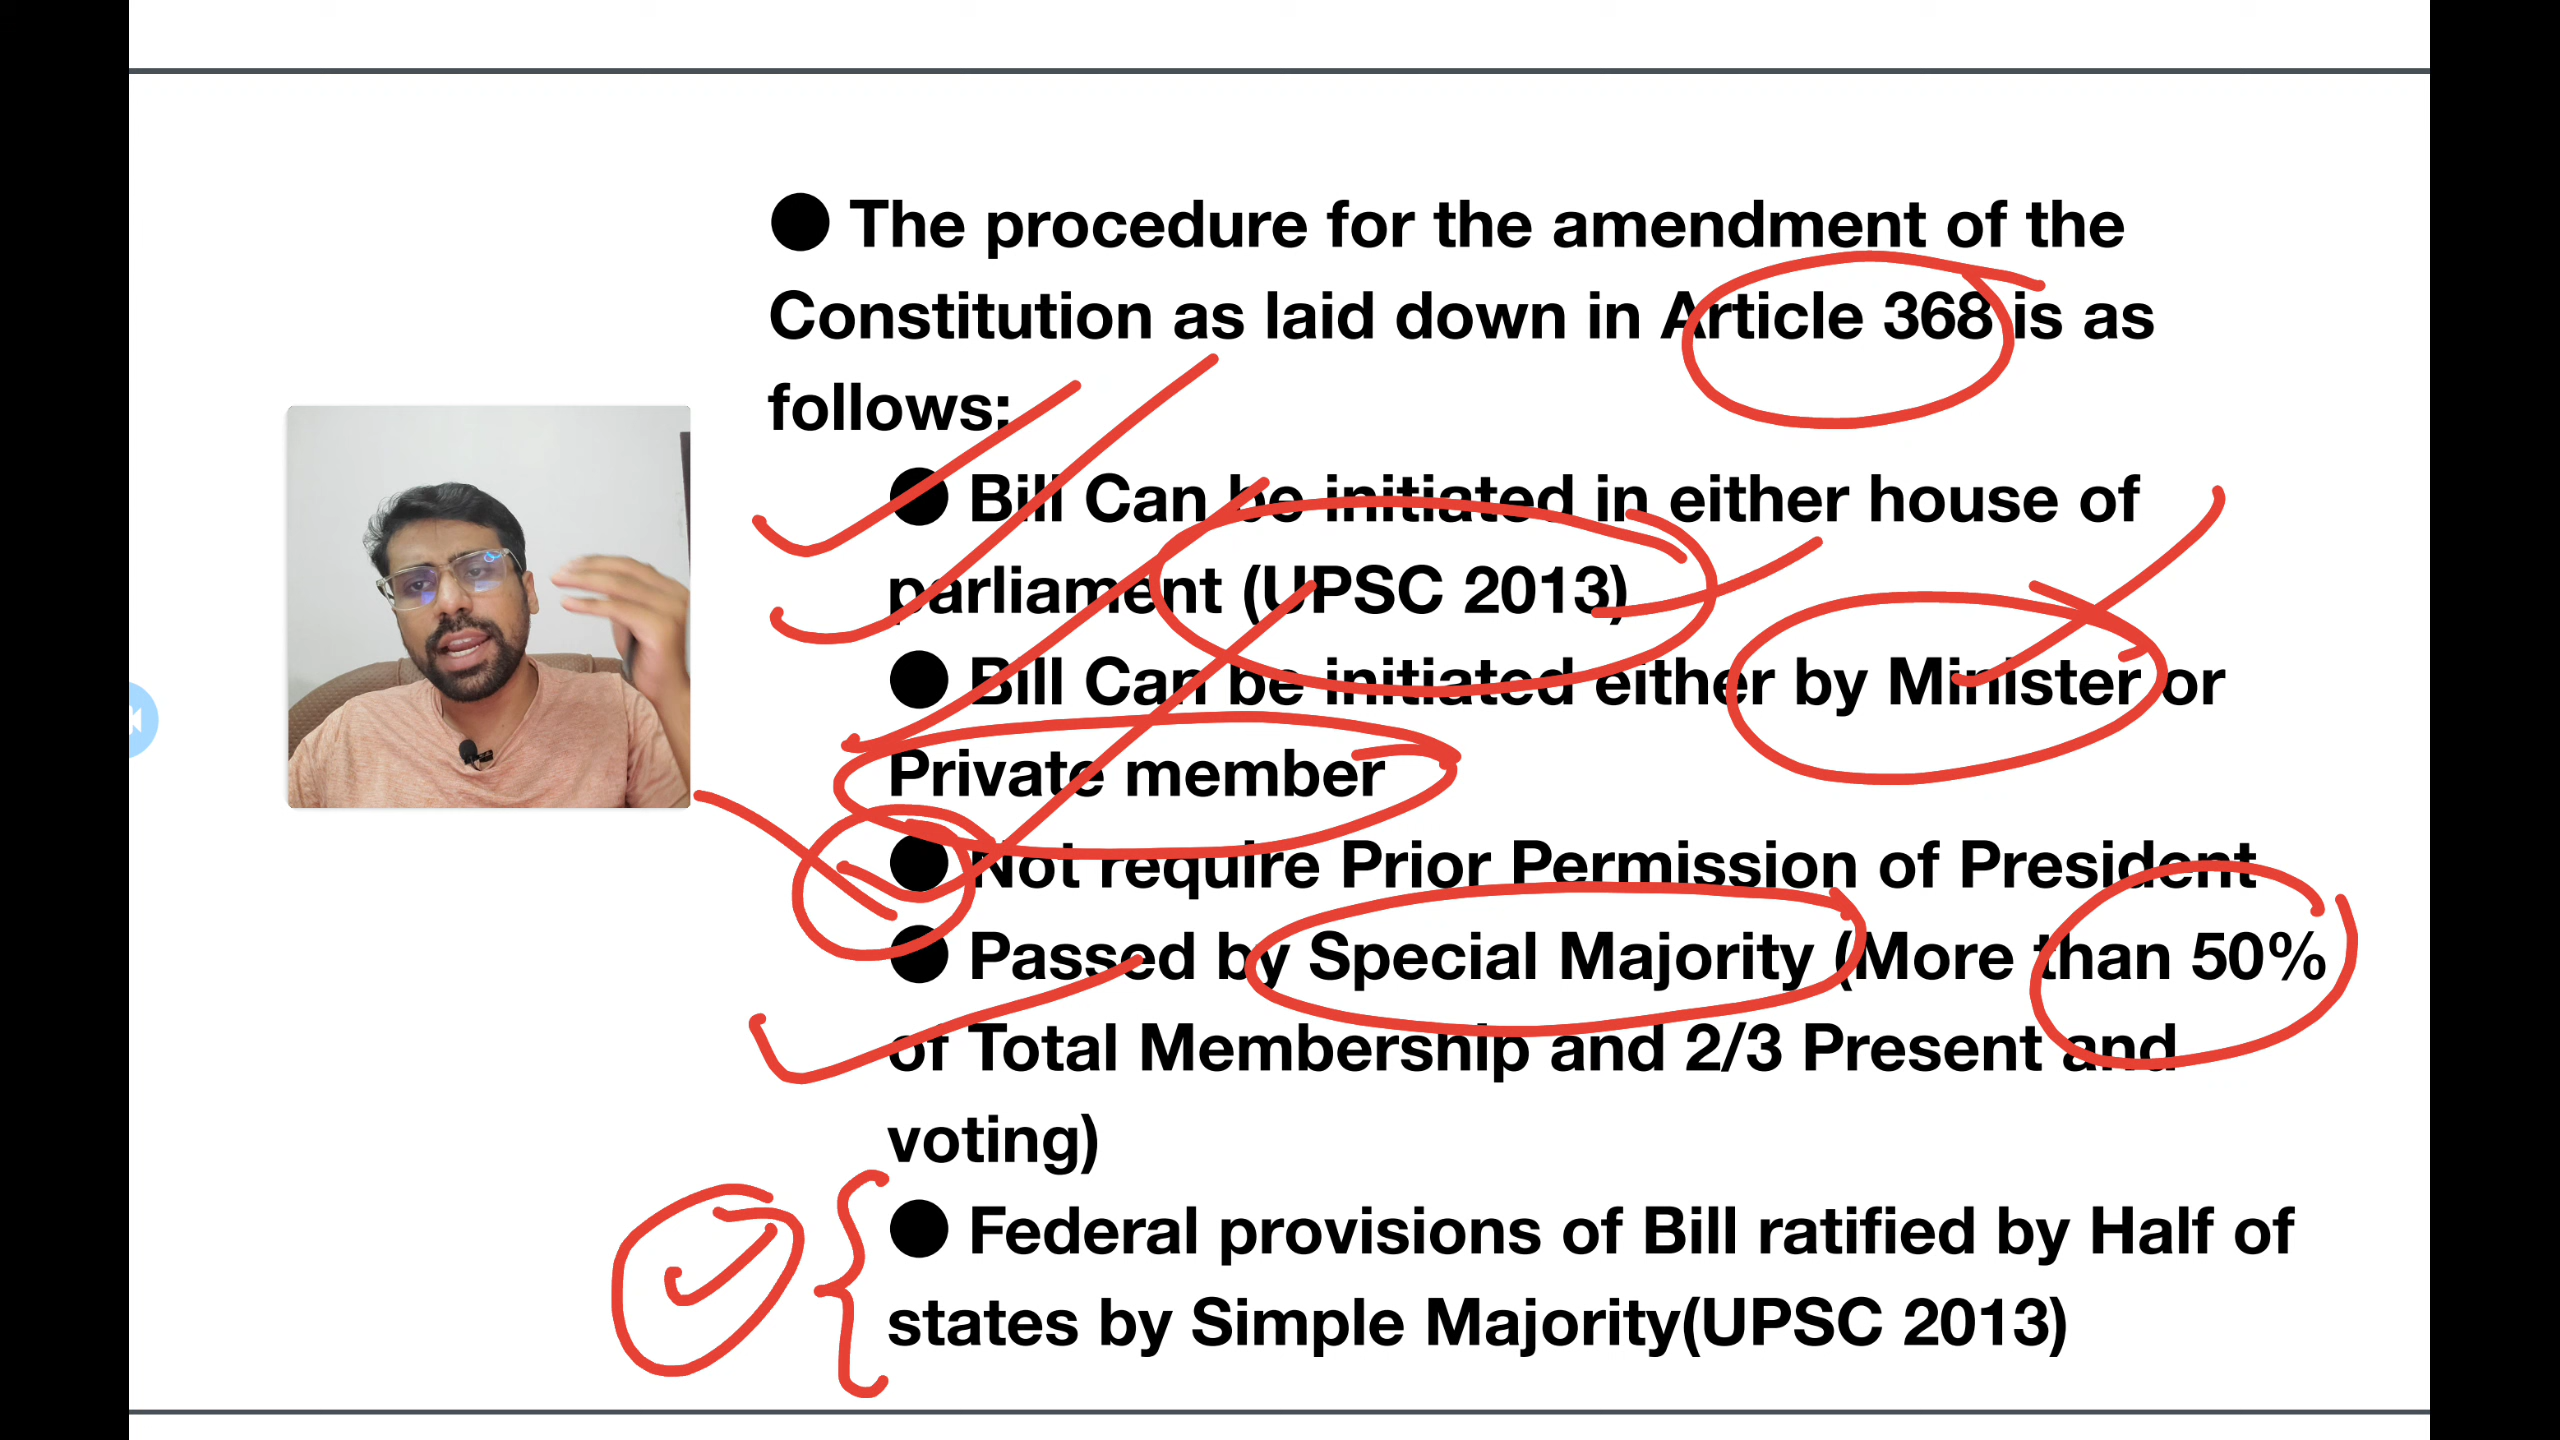 ● The procedure for the amendment of the
Constitution as laid down in Article 368 is as
follows:
● Bill Can be initiated in either house of
parliament (UPSC 2013)
● Bill Can be initiated either by Minister or
Private member
● Not require Prior Permission of President
● Passed by Special Majority (More than 50%
of Total Membership and 2/3 Present and
voting)
● Federal provisions of Bill ratified by Half of
states by Simple Majority(UPSC 2013)